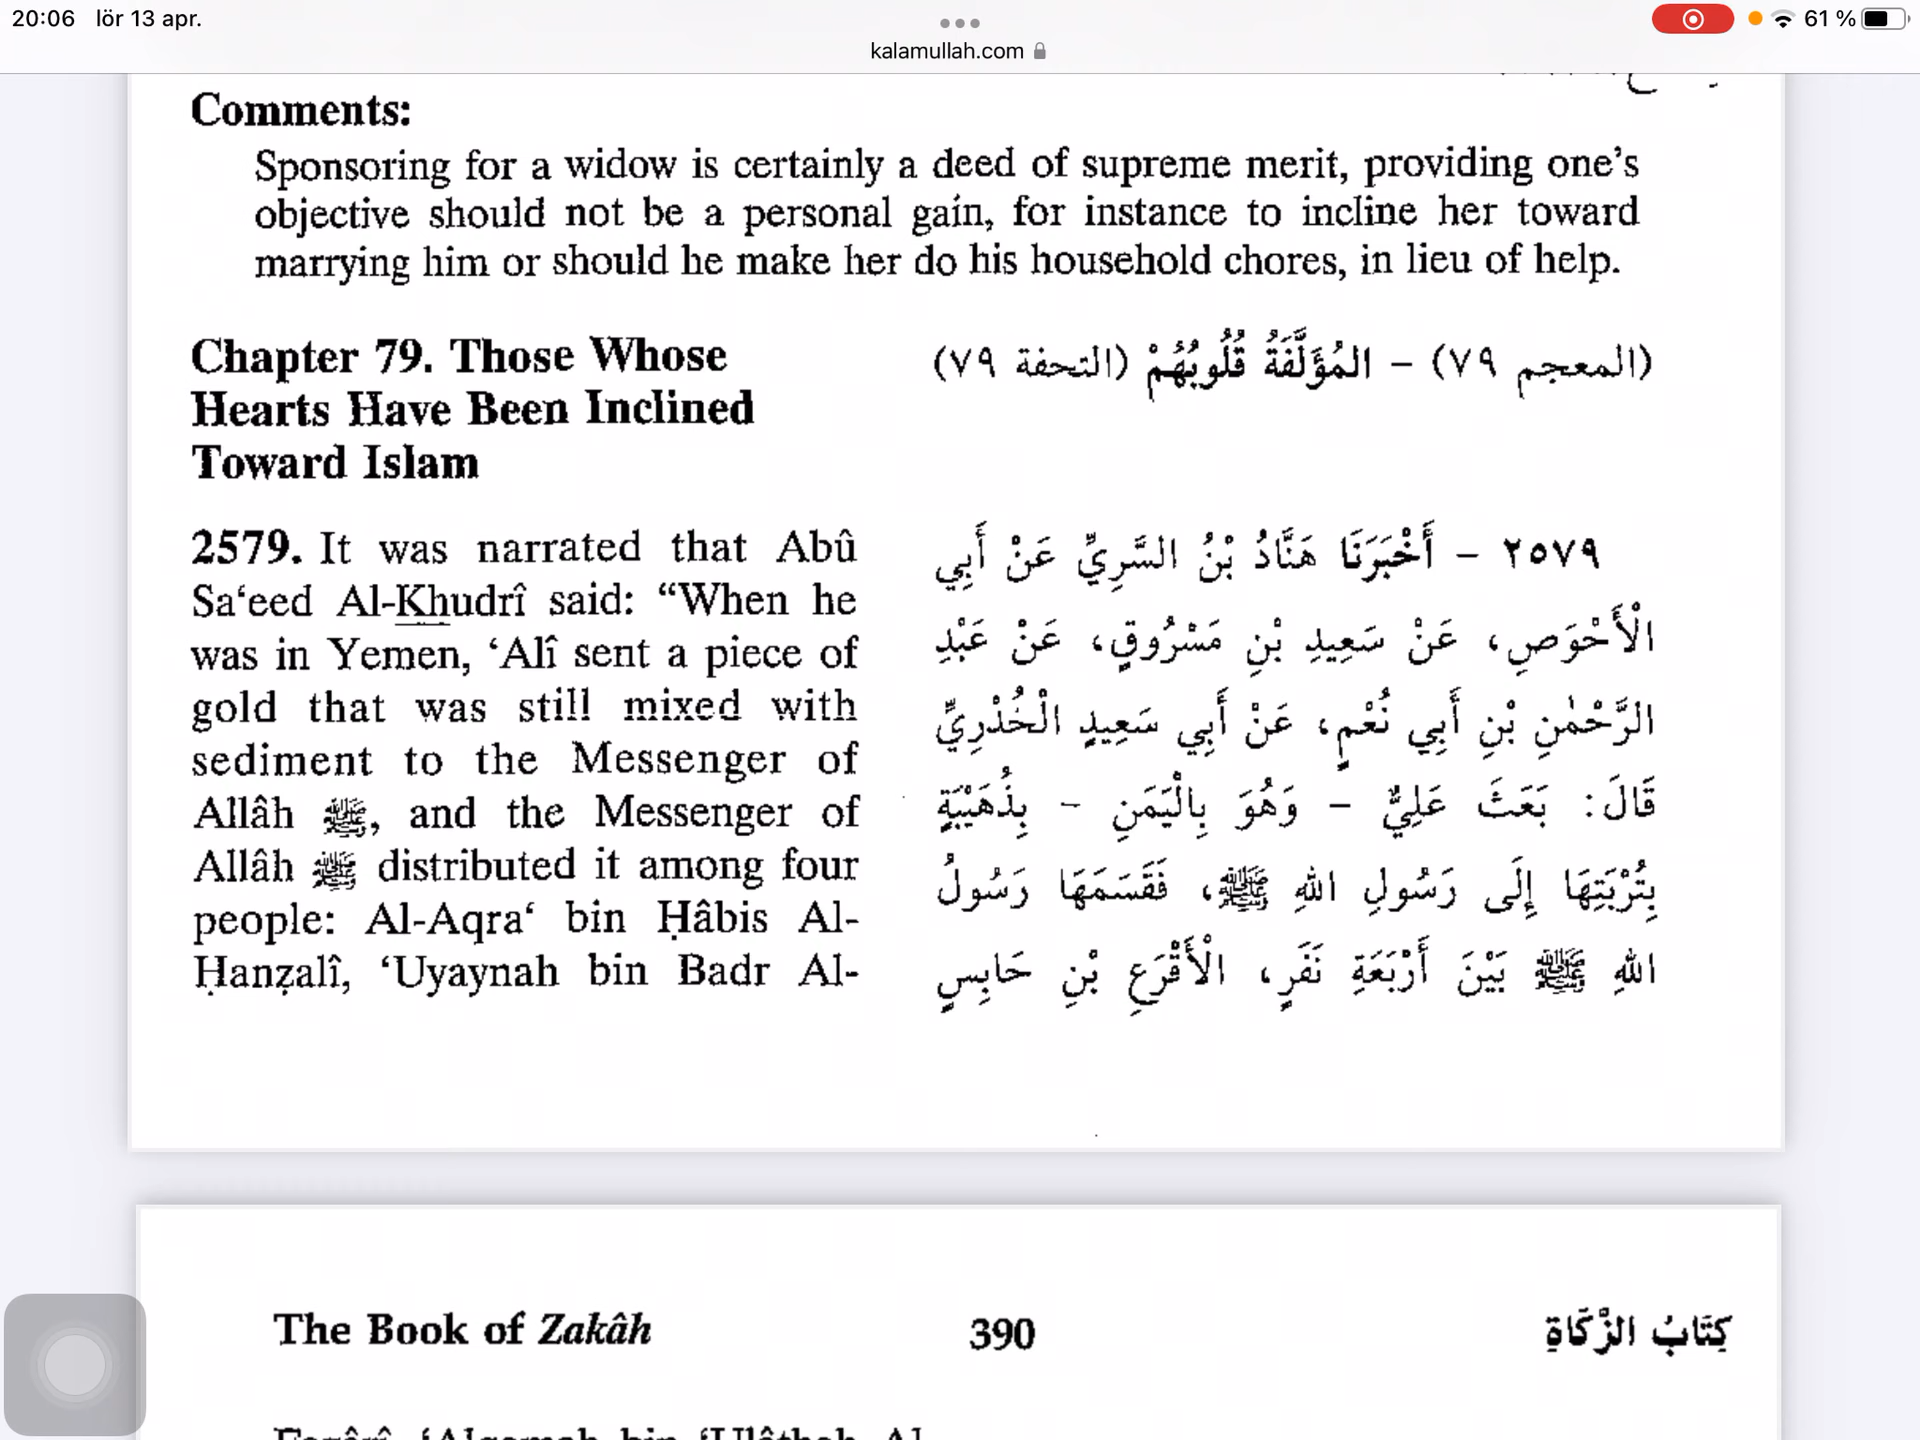 20:06 lör 13 apr.
61 %
kalamullah.com
Comments:
Sponsoring for a widow is certainly a deed of supreme merit, providing one's
objective should not be a personal gain, for instance to incline her toward
marrying him or should he make her do his household chores, in lieu of help.
Chapter 79. Those Whose
Hearts Have Been Inclined
Toward Islam
(المعجم ٧٩) – المُؤَلَّفَةُ قُلُوبُهُمْ (التحفة ٧٩)
2579. It was narrated that Abû
Sa‘eed Al-Khudrî said: “When he
was in Yemen, ‘Alî sent a piece of
gold that was still mixed with
sediment to the Messenger of
Allâh ﷺ, and the Messenger of
Allâh ﷺ distributed it among four
people: Al-Aqra‘ bin Ḥâbis Al-
Ḥanẓalî, ‘Uyaynah bin Badr Al-
٢٥٧٩ – أَخْبَرَنَا هَنَّادُ بْنُ السَّرِيِّ عَنْ أَبِي
الْأَحْوَصِ، عَنْ سَعِيدِ بْنِ مَسْرُوقٍ، عَنْ عَبْدِ
الرَّحْمٰنِ بْنِ أَبِي نُعْمٍ، عَنْ أَبِي سَعِيدٍ الْخُذْرِيِّ
قَالَ: بَعَثَ عَلِيٌّ – وَهُوَ بِالْيَمَنِ – بِذُهَيْبَةٍ
بِتُرْبَتِهَا إِلَى رَسُولِ اللهِ ﷺ، فَقَسَمَهَا رَسُولُ
اللهِ ﷺ بَيْنَ أَرْبَعَةِ نَفَرٍ، الْأَقْرَعِ بْنِ حَابِسٍ
The Book of Zakâh
390
كِتَابُ الزَّكَاةِ